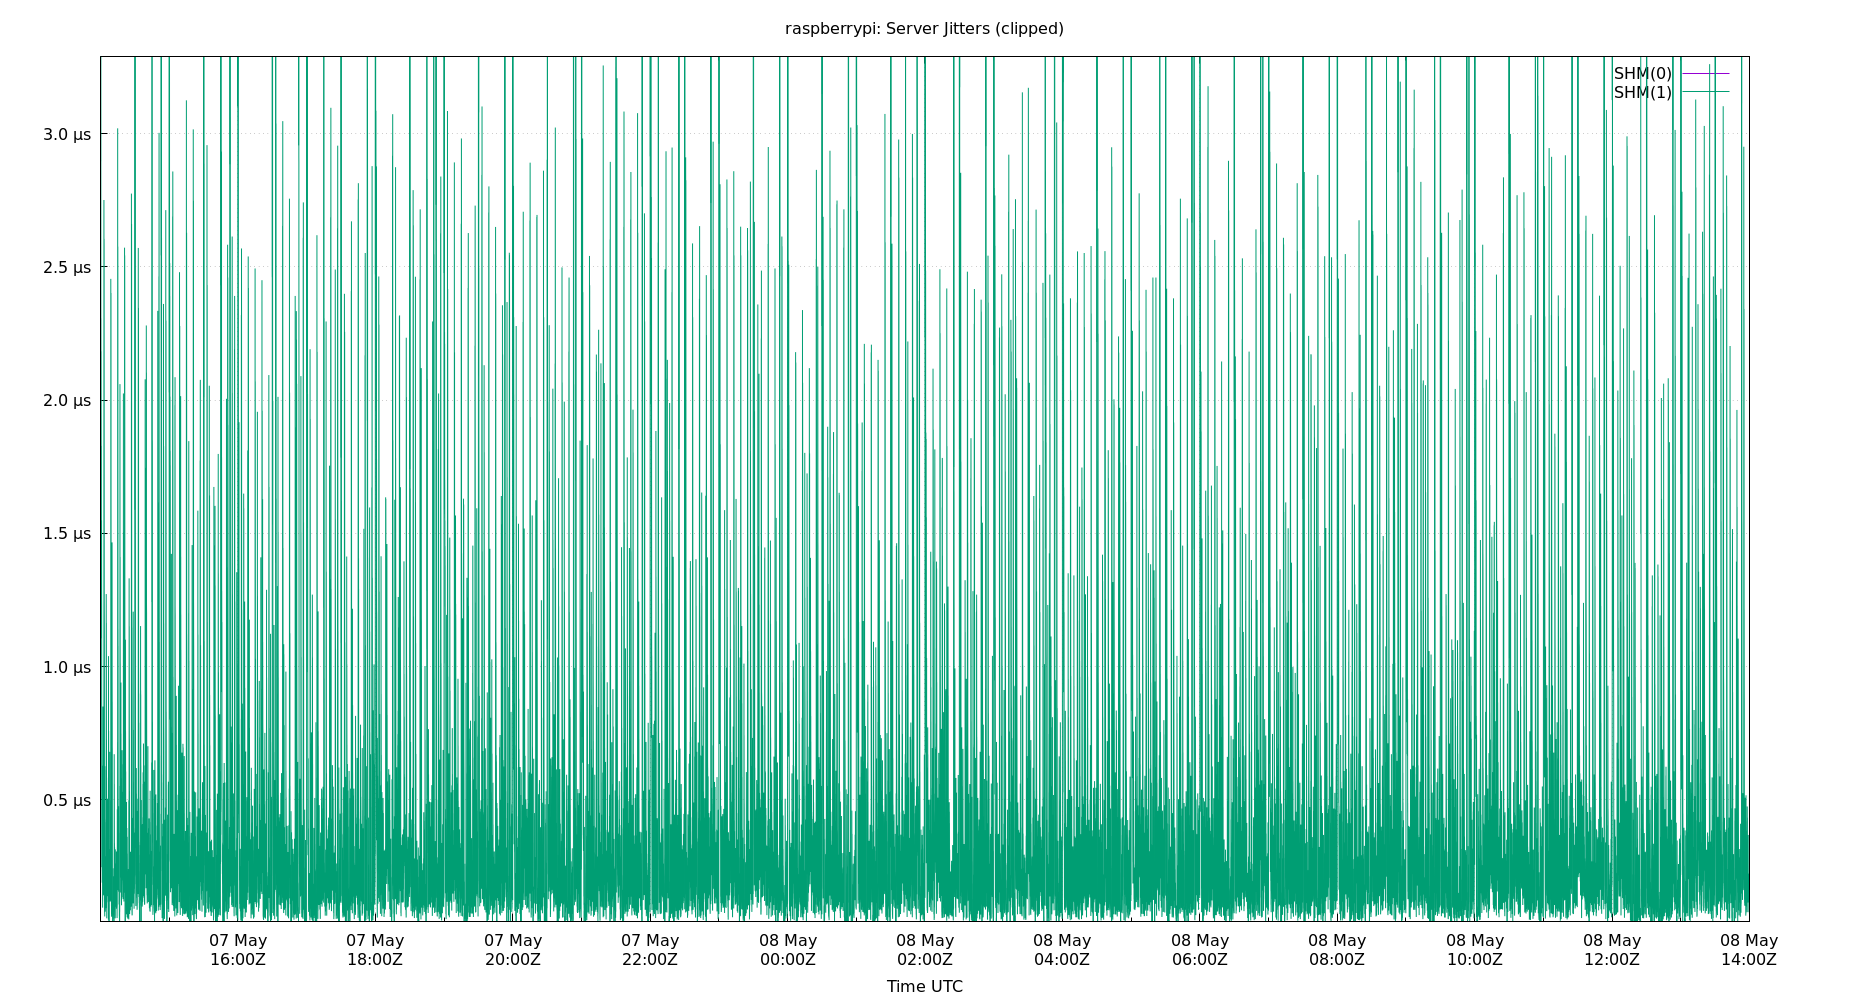 raspberrypi: Server Jitters (clipped)
SHM(0)
SHM(1)
3.0 µs
2.5 µs
2.0 µs
1.5 µs
1.0 µs
0.5 µs
07 May 07 May 07 May 07 May 08 May 08 May 08 May 08 May 08 May 08 May 08 May 08 May
16:00Z 18:00Z 20:00Z 22:00Z 00:00Z 02:00Z 04:00Z 06:00Z 08:00Z 10:00Z 12:00Z 14:00Z
Time UTC